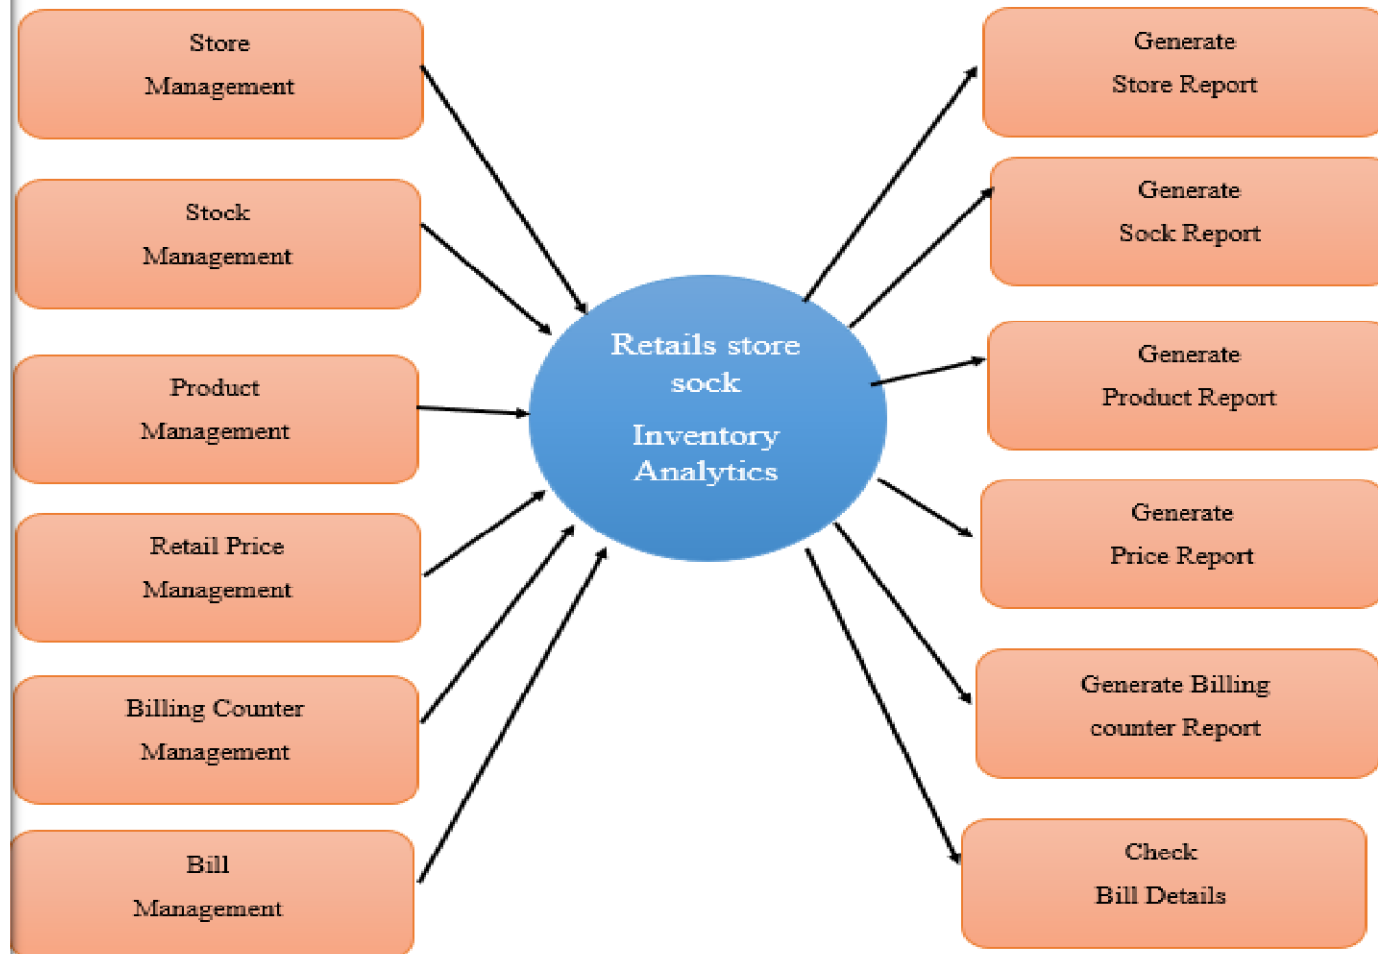 Store
Management
Stock
Management
Product
Management
Retail Price
Management
Billing Counter
Management
Bill
Management
Retails store
sock
Inventory
Analytics
Generate
Store Report
Generate
Sock Report
Generate
Product Report
Generate
Price Report
Generate Billing
counter Report
Check
Bill Details